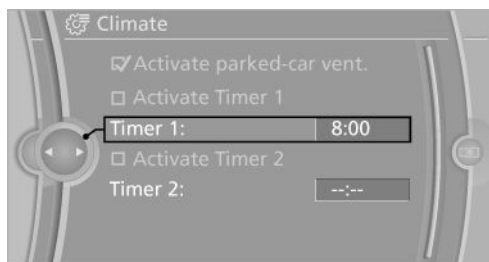 Climate
Activate parked-car vent.
Activate Timer 1
Timer 1: 8:00
Activate Timer 2
Timer 2: --:--